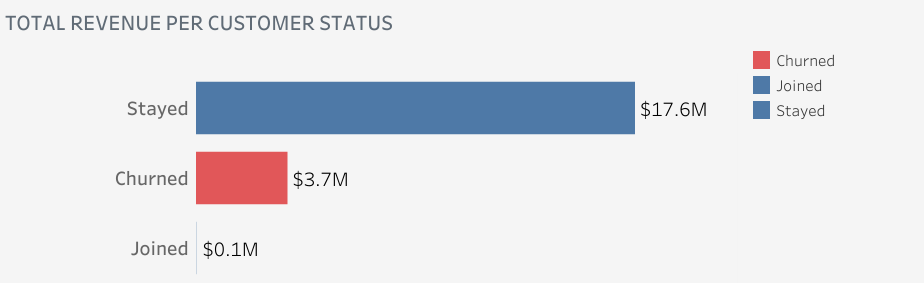 TOTAL REVENUE PER CUSTOMER STATUS
Churned
Joined
Stayed
Stayed $17.6M
Churned $3.7M
Joined $0.1M